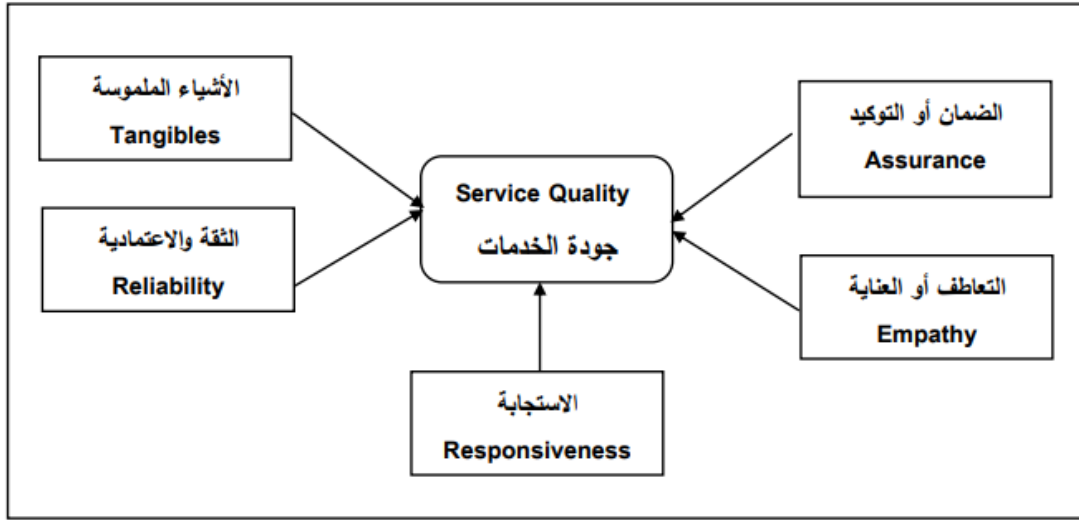 الأشياء الملموسة
Tangibles
الثقة والاعتمادية
Reliability
Service Quality
جودة الخدمات
الضمان أو التوكيد
Assurance
التعاطف أو العناية
Empathy
الاستجابة
Responsiveness